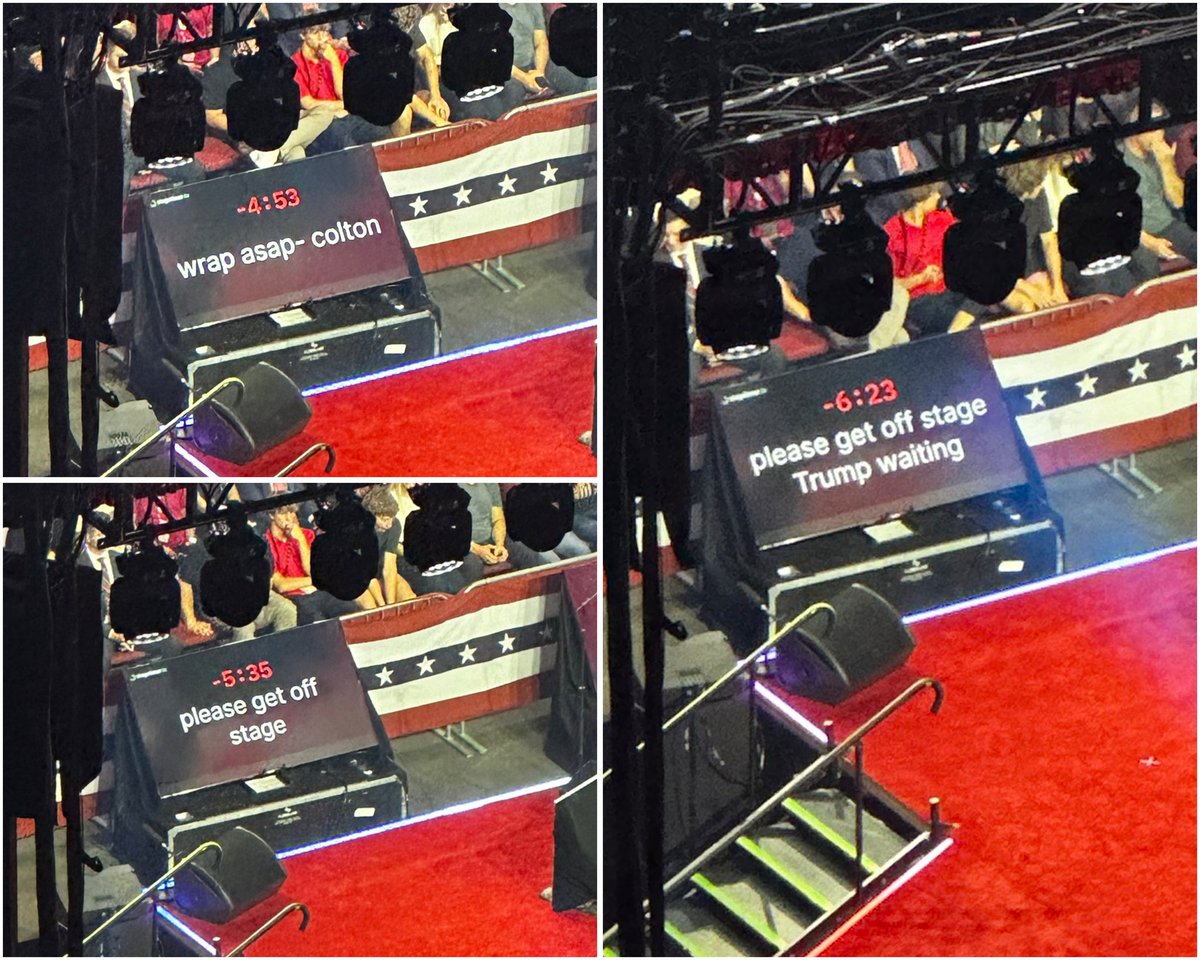 -4:53
wrap asap- colton
-5:35
please get off
stage
-6:23
please get off stage
Trump waiting